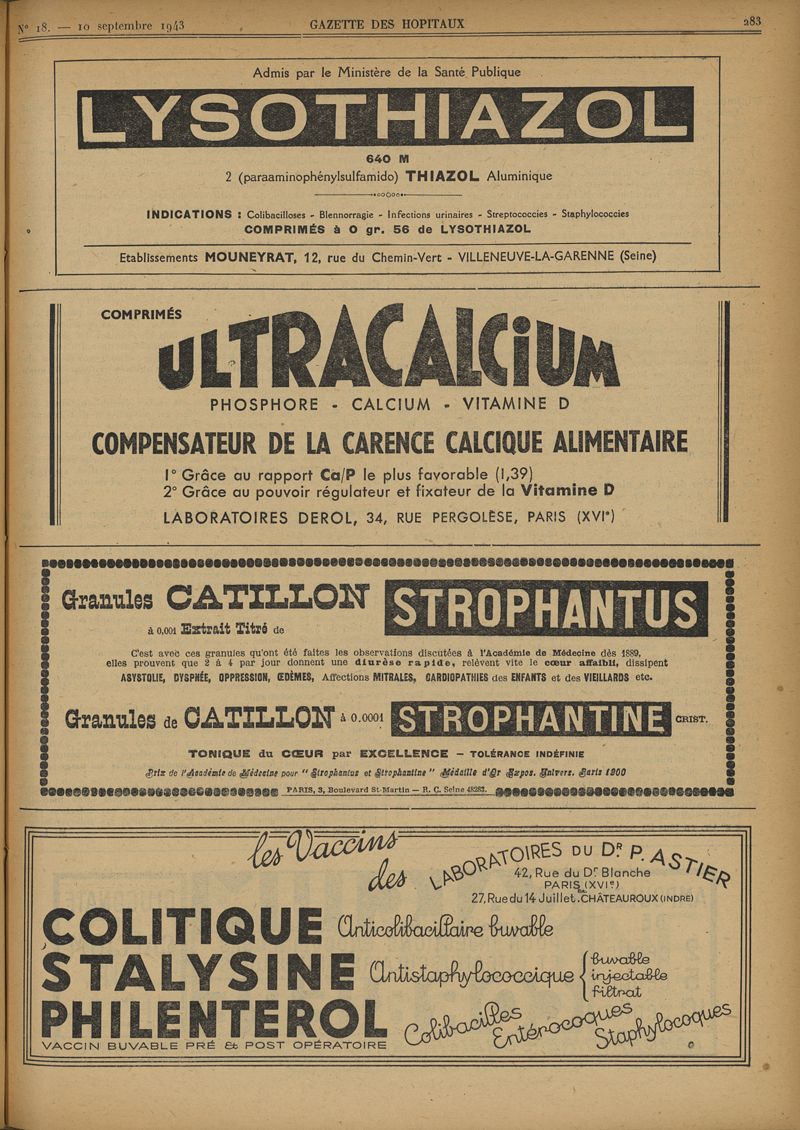 N° 18. — 10 septembre 1943 GAZETTE DES HOPITAUX 283
Admis par le Ministère de la Santé Publique
LYSOTHIAZOL
640 M
2 (paraaminophénylsulfamido) THIAZOL Aluminique
INDICATIONS : Colibacilloses - Blennorragie - Infections urinaires - Streptococcies - Staphylococcies
COMPRIMÉS à 0 gr. 56 de LYSOTHIAZOL
Etablissements MOUNEYRAT, 12, rue du Chemin-Vert - VILLENEUVE-LA-GARENNE (Seine)
COMPRIMÉS
ULTRACALCIUM
PHOSPHORE - CALCIUM - VITAMINE D
COMPENSATEUR DE LA CARENCE CALCIQUE ALIMENTAIRE
1° Grâce au rapport Ca/P le plus favorable (1,39)
2° Grâce au pouvoir régulateur et fixateur de la Vitamine D
LABORATOIRES DEROL, 34, RUE PERGOLÈSE, PARIS (XVIe)
Granules CATILLON STROPHANTUS
à 0,001 Extrait Titré de
C'est avec ces granules qu'ont été faites les observations discutées à l'Académie de Médecine dès 1889,
elles prouvent que 2 à 4 par jour donnent une diurèse rapide, relèvent vite le cœur affaibli, dissipent
ASYSTOLIE, DYSPNÉE, OPPRESSION, ŒDÈMES, Affections MITRALES, CARDIOPATHIES des ENFANTS et des VIEILLARDS etc.
Granules de CATILLON à 0.0001 STROPHANTINE CRIST.
TONIQUE du CŒUR par EXCELLENCE — TOLÉRANCE INDÉFINIE
Prix de l'Académie de Médecine pour " Strophantus et Strophantine " Médaille d'Or Expos. Univers. Paris 1900
PARIS, 3, Boulevard St-Martin — R. C. Seine 48283.
les Vaccins
des LABORATOIRES DU DR P. ASTIER
42, Rue du Dr Blanche
PARIS (XVIe)
27, Rue du 14 Juillet. CHÂTEAUROUX (INDRE)
COLITIQUE Anticolibacillaire buvable
STALYSINE Antistaphylococcique { buvable
injectable
filtrat
PHILENTEROL Colibacilles Entérocoques Staphylocoques
VACCIN BUVABLE PRÉ et POST OPÉRATOIRE